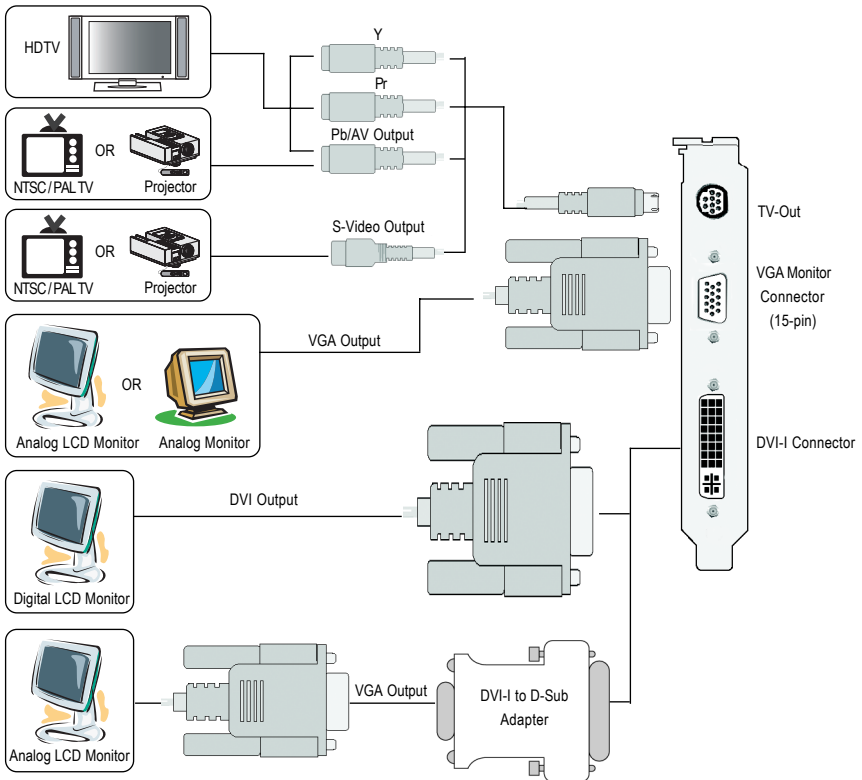 HDTV
Y
Pr
Pb/AV Output
OR
NTSC / PAL TV
Projector
S-Video Output
OR
NTSC / PAL TV
Projector
TV-Out
VGA Monitor
Connector
(15-pin)
VGA Output
OR
Analog LCD Monitor
Analog Monitor
DVI-I Connector
DVI Output
Digital LCD Monitor
VGA Output
DVI-I to D-Sub
Adapter
Analog LCD Monitor